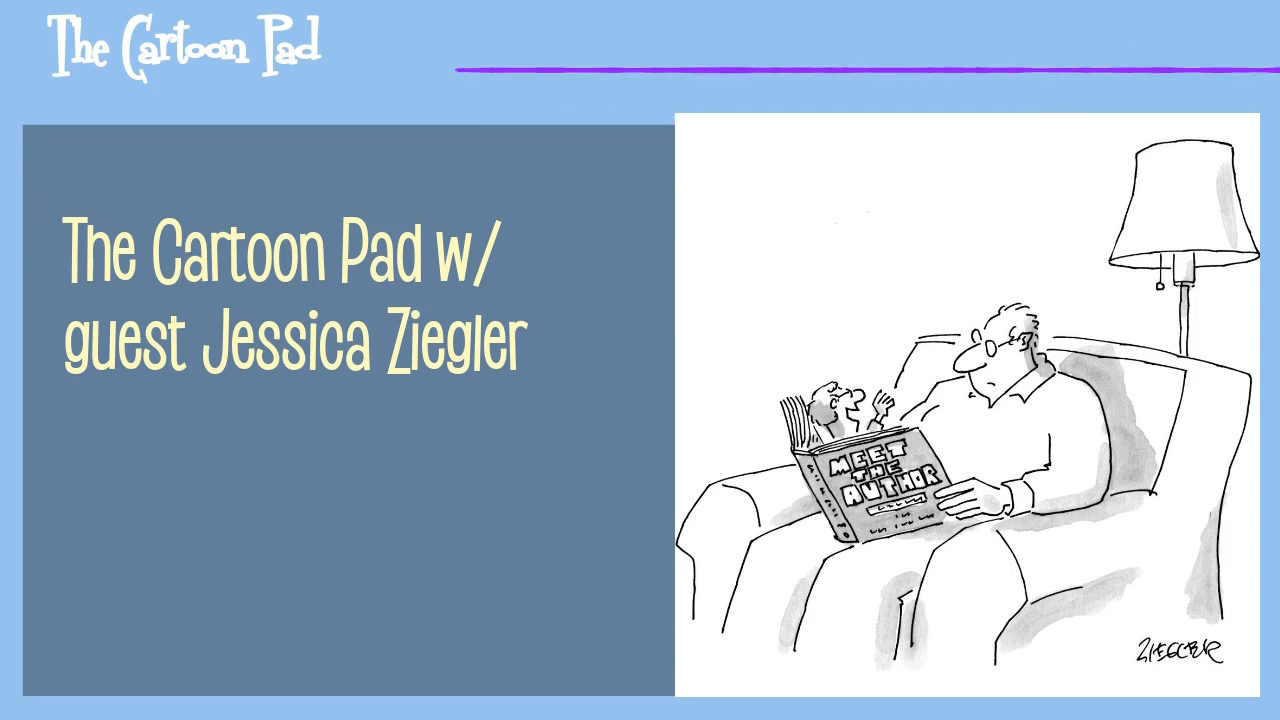 The Cartoon Pad
The Cartoon Pad w/
guest Jessica Ziegler
MEET
THE
AUTHOR
ZIEGLER